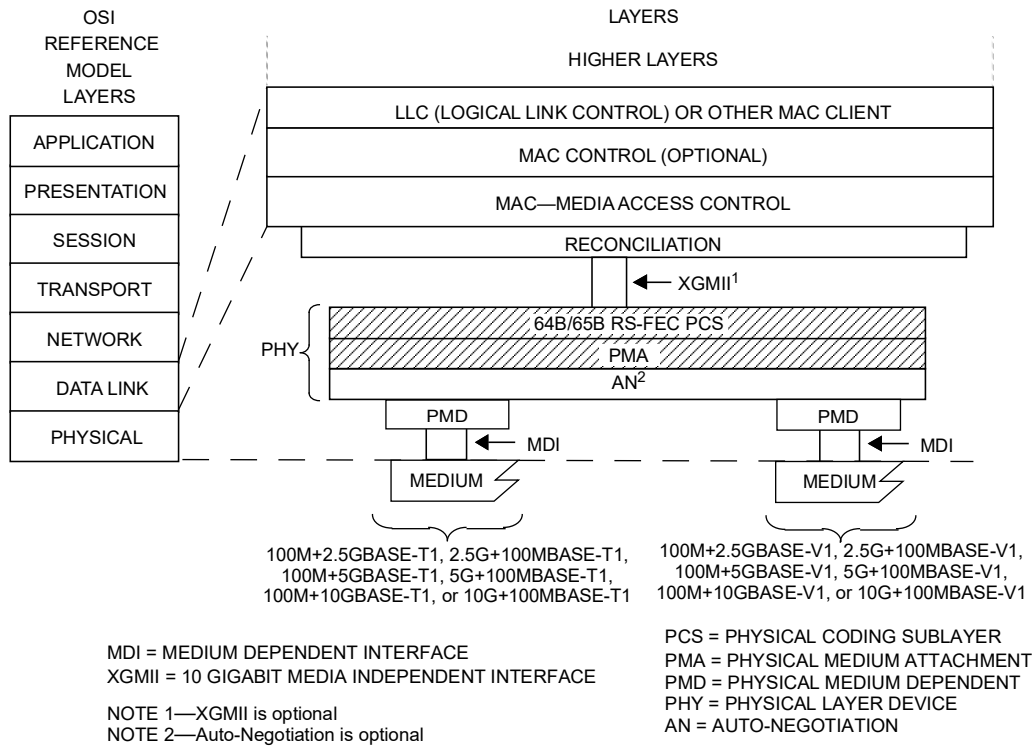 OSI
REFERENCE
MODEL
LAYERS
APPLICATION
PRESENTATION
SESSION
TRANSPORT
NETWORK
DATA LINK
PHYSICAL
LAYERS
HIGHER LAYERS
LLC (LOGICAL LINK CONTROL) OR OTHER MAC CLIENT
MAC CONTROL (OPTIONAL)
MAC—MEDIA ACCESS CONTROL
RECONCILIATION
XGMII¹
PHY
64B/65B RS-FEC PCS
PMA
AN²
PMD
PMD
MDI
MDI
MEDIUM
MEDIUM
100M+2.5GBASE-T1, 2.5G+100MBASE-T1,
100M+5GBASE-T1, 5G+100MBASE-T1,
100M+10GBASE-T1, or 10G+100MBASE-T1
100M+2.5GBASE-V1, 2.5G+100MBASE-V1,
100M+5GBASE-V1, 5G+100MBASE-V1,
100M+10GBASE-V1, or 10G+100MBASE-V1
MDI = MEDIUM DEPENDENT INTERFACE
XGMII = 10 GIGABIT MEDIA INDEPENDENT INTERFACE
NOTE 1—XGMII is optional
NOTE 2—Auto-Negotiation is optional
PCS = PHYSICAL CODING SUBLAYER
PMA = PHYSICAL MEDIUM ATTACHMENT
PMD = PHYSICAL MEDIUM DEPENDENT
PHY = PHYSICAL LAYER DEVICE
AN = AUTO-NEGOTIATION